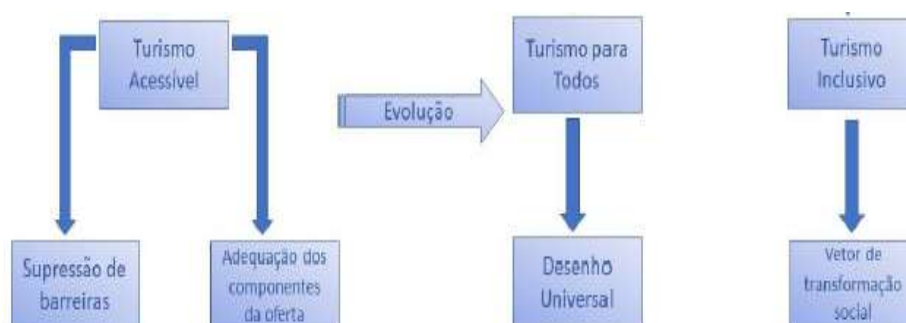 Turismo
Acessível
Evolução
Turismo para
Todos
Turismo
Inclusivo
Supressão de
barreiras
Adequação dos
componentes
da oferta
Desenho
Universal
Vetor de
transformação
social